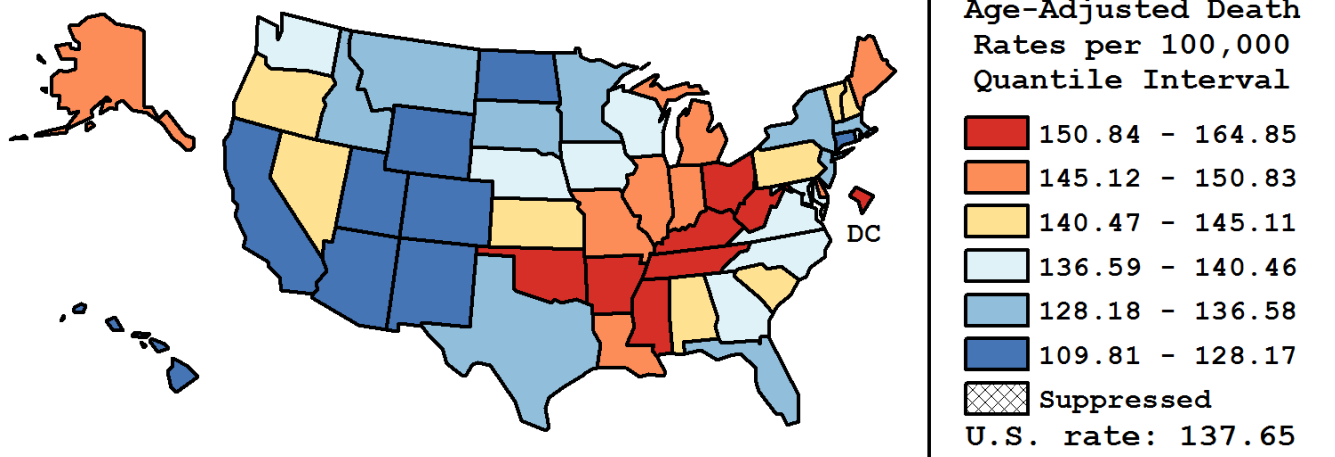 Age-Adjusted Death
Rates per 100,000
Quantile Interval
150.84 - 164.85
145.12 - 150.83
140.47 - 145.11
136.59 - 140.46
128.18 - 136.58
109.81 - 128.17
Suppressed
U.S. rate: 137.65
DC